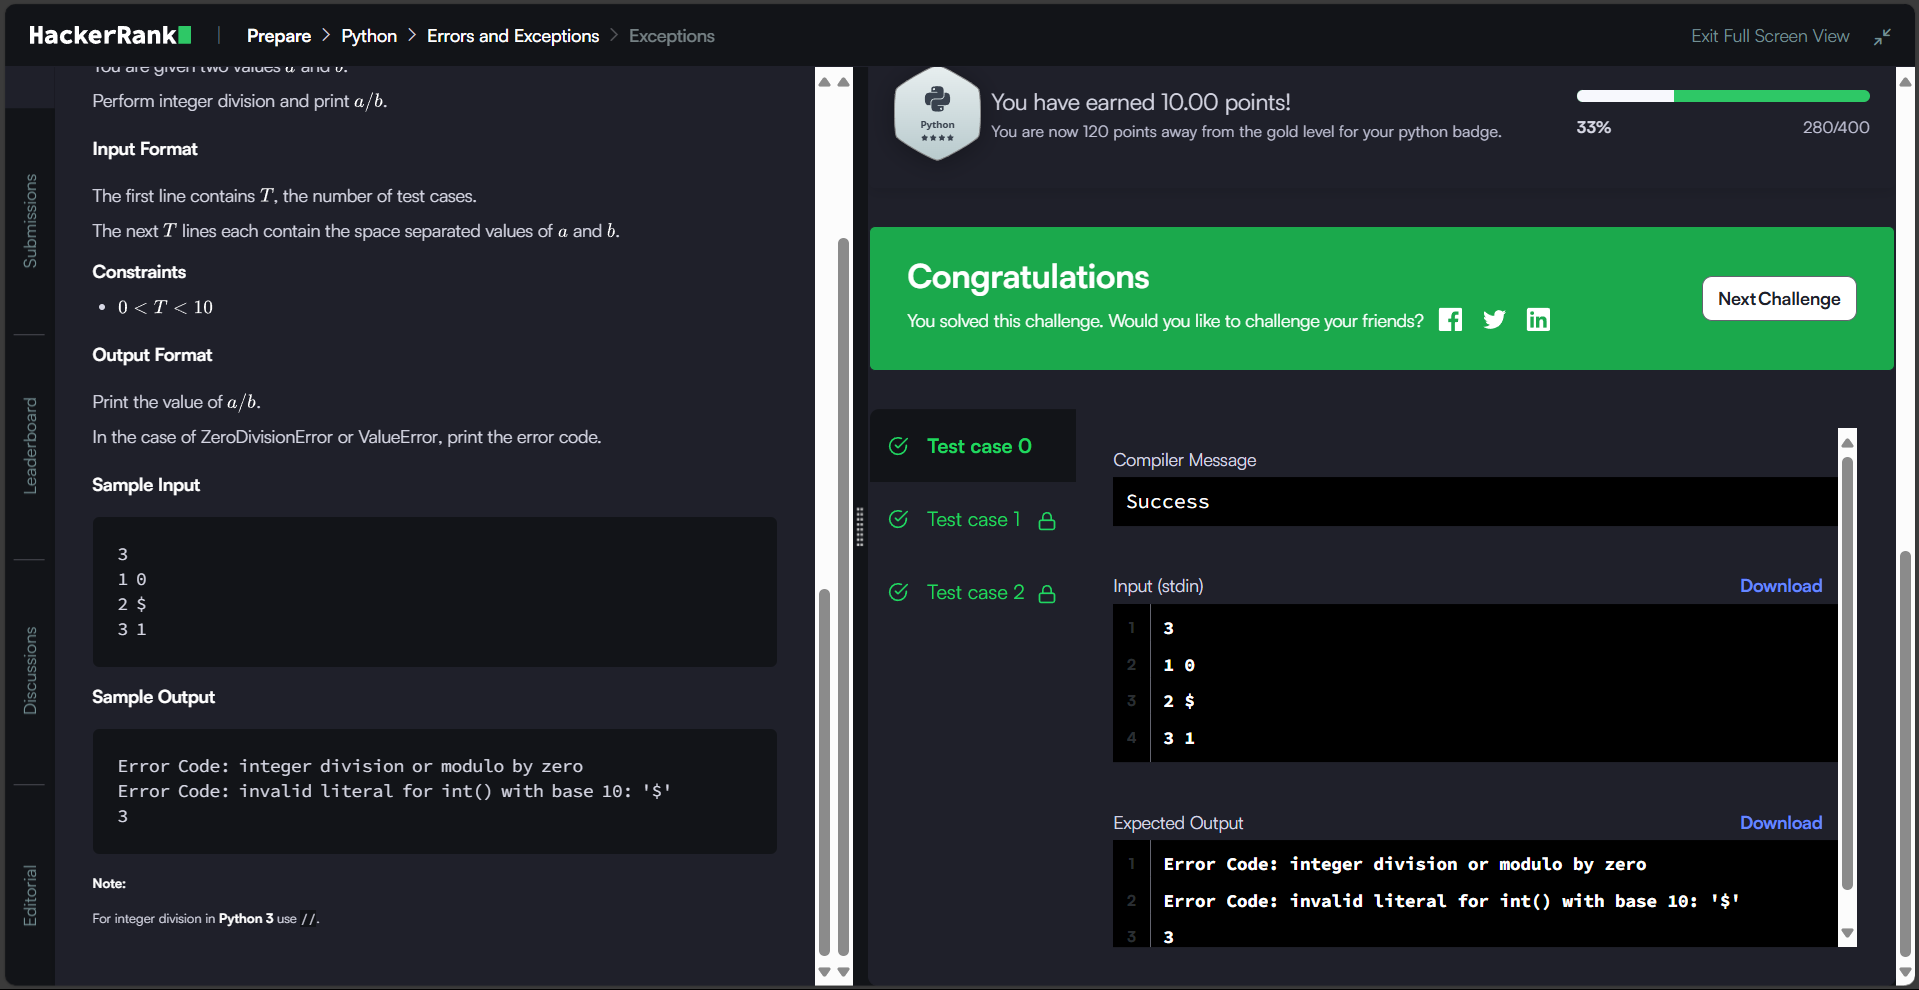 HackerRank
Prepare > Python > Errors and Exceptions > Exceptions
Exit Full Screen View
Submissions
Leaderboard
Discussions
Editorial
You are given two values a and b.
Perform integer division and print a/b.
Input Format
The first line contains T, the number of test cases.
The next T lines each contain the space separated values of a and b.
Constraints
• 0 < T < 10
Output Format
Print the value of a/b.
In the case of ZeroDivisionError or ValueError, print the error code.
Sample Input
3
1 0
2 $
3 1
Sample Output
Error Code: integer division or modulo by zero
Error Code: invalid literal for int() with base 10: '$'
3
Note:
For integer division in Python 3 use //.
Python
You have earned 10.00 points!
You are now 120 points away from the gold level for your python badge.
33%
280/400
Congratulations
You solved this challenge. Would you like to challenge your friends?
Next Challenge
Test case 0
Test case 1
Test case 2
Compiler Message
Success
Input (stdin)
Download
1 3
2 1 0
3 2 $
4 3 1
Expected Output
Download
1 Error Code: integer division or modulo by zero
2 Error Code: invalid literal for int() with base 10: '$'
3 3